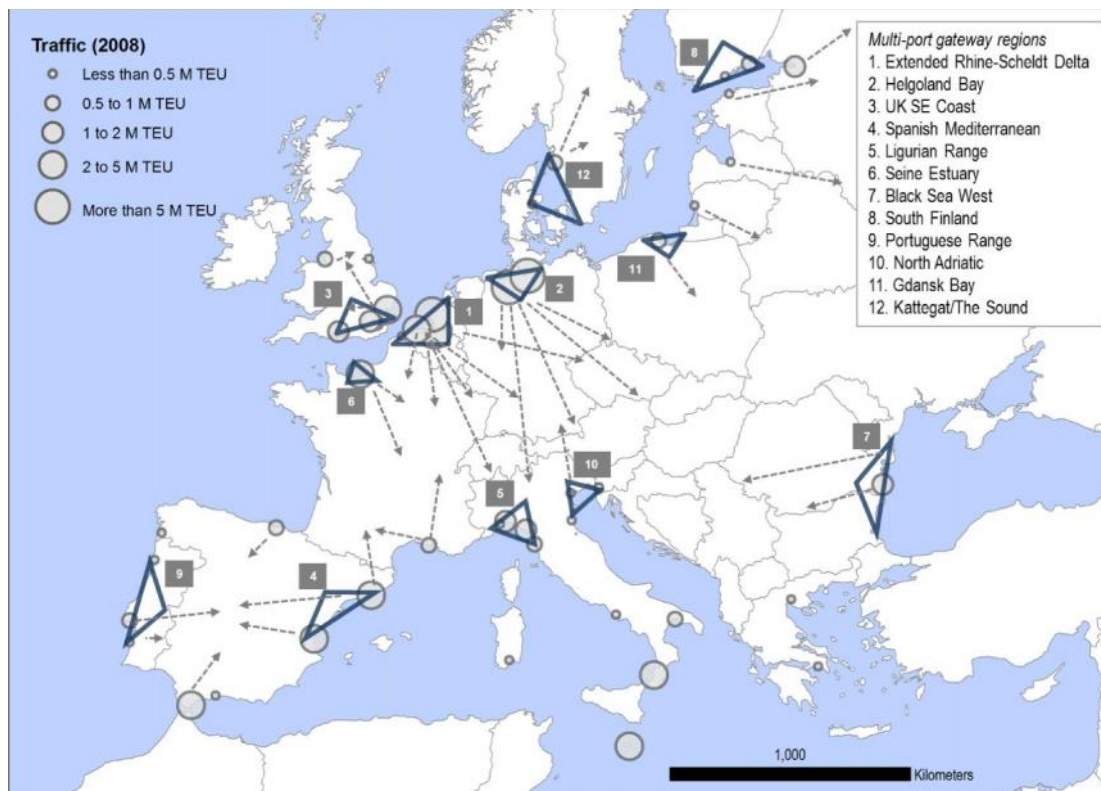 Traffic (2008)
Less than 0.5 M TEU
0.5 to 1 M TEU
1 to 2 M TEU
2 to 5 M TEU
More than 5 M TEU
Multi-port gateway regions
1. Extended Rhine-Scheldt Delta
2. Helgoland Bay
3. UK SE Coast
4. Spanish Mediterranean
5. Ligurian Range
6. Seine Estuary
7. Black Sea West
8. South Finland
9. Portuguese Range
10. North Adriatic
11. Gdansk Bay
12. Kattegat/The Sound
8
12
11
3
2
1
6
7
10
5
9
4
1,000
Kilometers